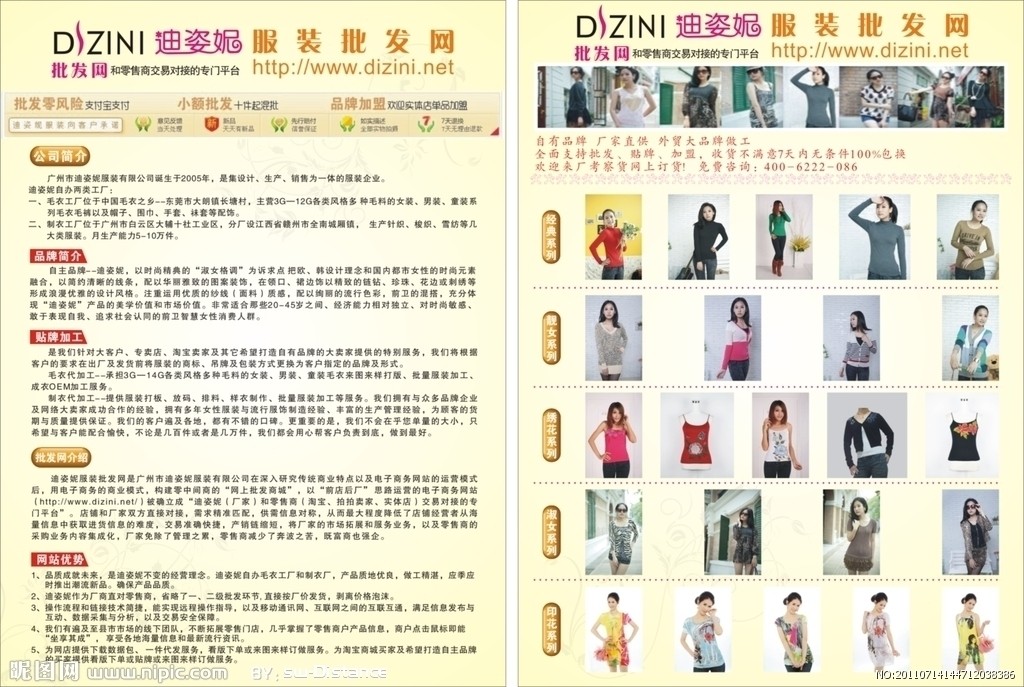 DIZINI 迪姿妮 服装批发网
批发网 和零售商交易对接的专门平台 http://www.dizini.net
批发零风险 支付宝支付 小额批发 十件起混批 品牌加盟 欢迎实体店单品加盟
迪姿妮服装网向客户承诺
意见反馈
当天处理
新
新品
天天有新品
先行赔付
信誉保证
如实描述
全部实物拍摄
7
7天退换
7天无理由退款
公司简介
广州市迪姿妮服装有限公司诞生于2005年，是集设计、生产、销售为一体的服装企业。
迪姿妮自办两类工厂：
一、毛衣工厂位于中国毛衣之乡--东莞市大朗镇长塘村，主营3G—12G各类风格多种毛料的女装、男装、童装系
列毛衣毛裤以及帽子、围巾、手套、袜套等配饰。
二、制衣工厂位于广州市白云区大埔十社工业区，分厂设江西省赣州市全南城厢镇， 生产针织、梭织、雪纺等几
大类服装。月生产能力5-10万件。
品牌简介
自主品牌--迪姿妮，以时尚精典的“淑女格调”为诉求点 把欧、韩设计理念和国内都市女性的时尚元素
融合，以简约清晰的线条，配以华丽雅致的图案装饰，在领口、裙边饰以精致的链钻、珍珠、花边或刺绣等
形成浪漫优雅的设计风格。注重运用优质的纱线（面料）质感，配以绚丽的流行色彩，前卫的混搭，充分体
现“迪姿妮”产品的美学价值和市场价值。非常适合那些20-45岁之间、经济能力相对独立、对时尚敏感、
敢于表现自我、追求社会认同的前卫智慧女性消费人群。
贴牌加工
是我们针对大客户、专卖店、淘宝卖家及其它希望打造自有品牌的大卖家提供的特别服务，我们将根据
客户的要求在出厂及发货前将服装的商标、吊牌及包装方式更换为客户指定的品牌及形式。
毛衣代加工--承担3G—14G各类风格多种毛料的女装、男装、童装毛衣来图来样打版、批量服装加工、
成衣OEM加工服务。
制衣代加工--提供服装打板、放码、排料、样衣制作、批量服装加工等服务。我们拥有与众多品牌企业
及网络大卖家成功合作的经验，拥有多年女性服装与流行服饰制造经验、丰富的生产管理经验，为顾客的货
期与质量提供保证。我们的客户遍及各地，都有不错的口碑。更重要的是，我们不会在乎您单量的大小，只
希望与客户能配合愉快，不论是几百件或者是几万件，我们都会用心帮客户负责到底，做到最好。
批发网介绍
迪姿妮服装批发网是广州市迪姿妮服装有限公司在深入研究传统商业特点以及电子商务网站的运营模式
后，用电子商务的商业模式，构建零中间商的“网上批发商城”，以“前店后厂”思路运营的电子商务网站
（http://www.dizini.net/）被确立成“迪姿妮（厂家）和零售商（淘宝、拍拍卖家、实体店）交易对接的专
门平台”。店铺和厂家双方直接对接，需求精准匹配，供需信息对称，从而最大程度降低了店铺经营者从海
量信息中获取进货信息的难度，交易准确快捷，产销链缩短，将厂家的市场拓展和服务业务，以及零售商的
采购业务内容集成化，厂家免除了管理之累，零售商减少了奔波之苦，既富商也强企。
网站优势
1、品质成就未来，是迪姿妮不变的经营理念。迪姿妮自办毛衣工厂和制衣厂，产品质地优良，做工精湛，应季应
时推出潮流新品。确保产品品质。
2、迪姿妮作为厂商直对零售商，省略了一、二级批发环节，直接按厂价发货，剥离价格泡沫。
3、操作流程和链接技术简捷，能实现远程操作指导，以及移动通讯网、互联网之间的互联互通，满足信息发布与
互动、数据采集与分析，以及交易安全保障。
4、我们有遍及至县市市场的线下团队，不断拓展零售门店，几乎掌握了零售商户产品信息，商户点击鼠标即能
“坐享其成”，享受各地海量信息和最新流行资讯。
5、为网店提供下载数据包、一件代发服务，看版下单或来图来样订做服务。为淘宝商城买家及希望打造自主品牌
的买家提供看版下单或贴牌或来图来样订做服务。
昵图网 www.nipic.com BY: sw-Distance
DIZINI 迪姿妮 服装批发网
批发网 和零售商交易对接的专门平台 http://www.dizini.net
自有品牌 厂家直供 外贸大品牌做工
全面支持批发、贴牌、加盟，收货不满意7天内无条件100%包换
欢迎来厂考察货网上订货! 免费咨询：400-6222-086
经典系列
靓女系列
绣花系列
淑女系列
印花系列
NO:20110714144712038386